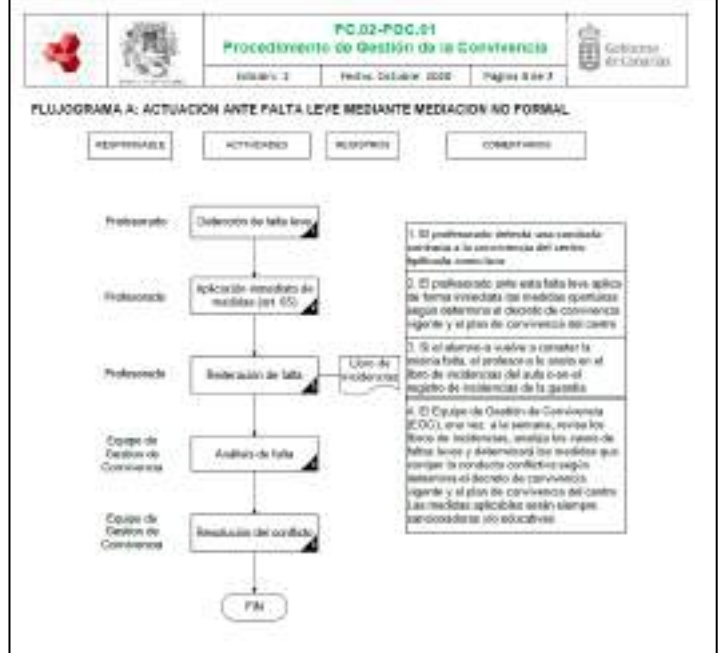 PC.02-POC.01
Procedimiento de Gestión de la Convivencia
Gobierno
de Canarias
Edición: 2
Fecha: Octubre 2020
Página
FLUJOGRAMA A: ACTUACIÓN ANTE FALTA LEVE MEDIANTE MEDIACION NO FORMAL
RESPONSABLE
ACTIVIDADES
REGISTROS
COMENTARIOS
Profesorado
Detección de falta leve
1. El profesorado detecta una conducta
contraria a la convivencia del centro
tipificada como leve
Profesorado
Aplicación inmediata de
medidas (art. 65)
2. El profesorado ante esta falta leve aplica
de forma inmediata las medidas oportunas
según determina el decreto de convivencia
vigente y el plan de convivencia del centro
Profesorado
Reiteración de falta
Libro de
incidencias
3. Si el alumno-a vuelve a cometer la
misma falta, el profesor-a lo anota en el
libro de incidencias del aula o en el
registro de incidencias de la guardia
Equipo de
Gestión de
Convivencia
Análisis de falta
4. El Equipo de Gestión de Convivencia
(EGC), una vez a la semana, revisa los
libros de incidencias, analiza los casos de
faltas leves y determinará las medidas que
corrijan la conducta conflictiva según
determina el decreto de convivencia
vigente y el plan de convivencia del centro
Las medidas aplicables serán siempre
sancionadoras y/o educativas
Equipo de
Gestión de
Convivencia
Resolución del conflicto
FIN